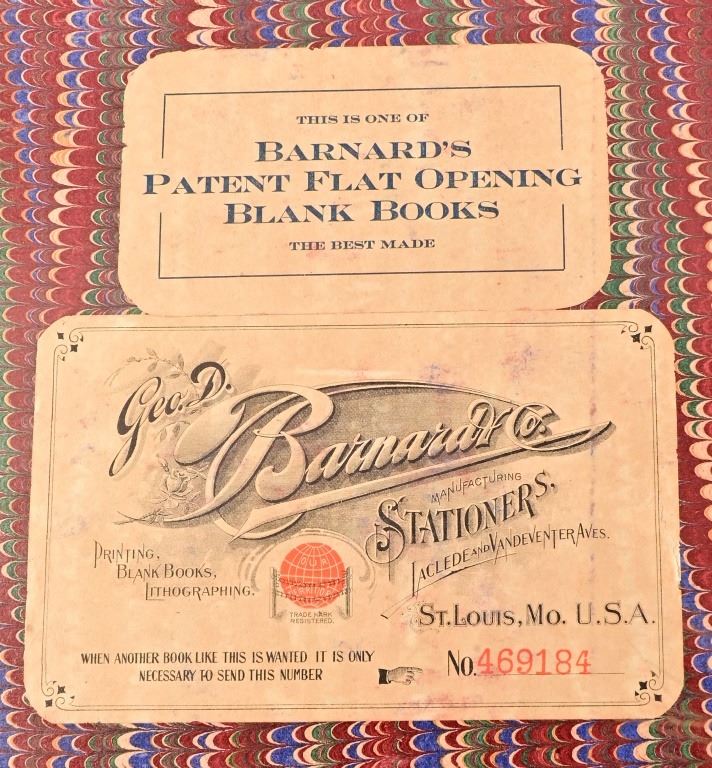 THIS IS ONE OF
BARNARD'S
PATENT FLAT OPENING
BLANK BOOKS
THE BEST MADE
Geo. D.
Barnard & Co.
MANUFACTURING
STATIONERS,
LACLEDE AND VANDEVENTER AVES.
PRINTING,
BLANK BOOKS,
LITHOGRAPHING.
OUR
TRADE MARK
REGISTERED.
ST. LOUIS, MO. U.S.A.
WHEN ANOTHER BOOK LIKE THIS IS WANTED IT IS ONLY
NECESSARY TO SEND THIS NUMBER
No. 469184